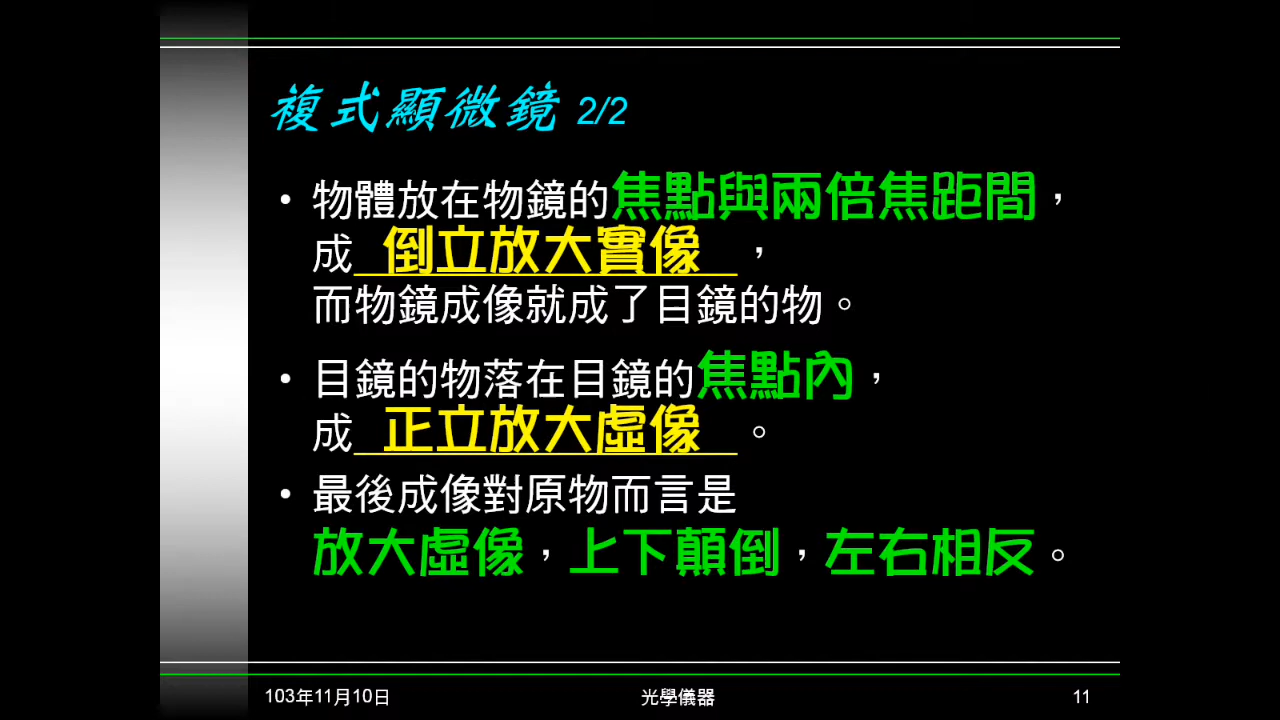 複式顯微鏡 2/2
• 物體放在物鏡的焦點與兩倍焦距間，
成 倒立放大實像 ，
而物鏡成像就成了目鏡的物。
• 目鏡的物落在目鏡的焦點內，
成 正立放大虛像 。
• 最後成像對原物而言是
放大虛像，上下顛倒，左右相反。
103年11月10日 光學儀器 11